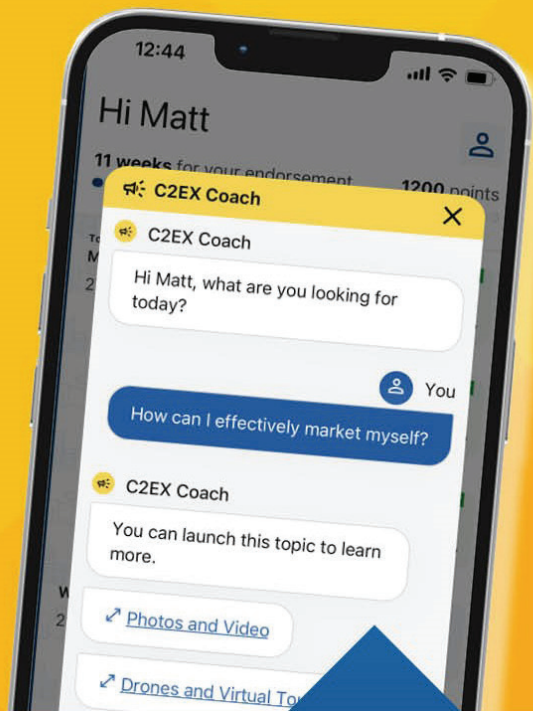 12:44
Hi Matt
11 weeks for your endorsement
1200 points
C2EX Coach
C2EX Coach
Hi Matt, what are you looking for
today?
You
How can I effectively market myself?
C2EX Coach
You can launch this topic to learn
more.
Photos and Video
Drones and Virtual